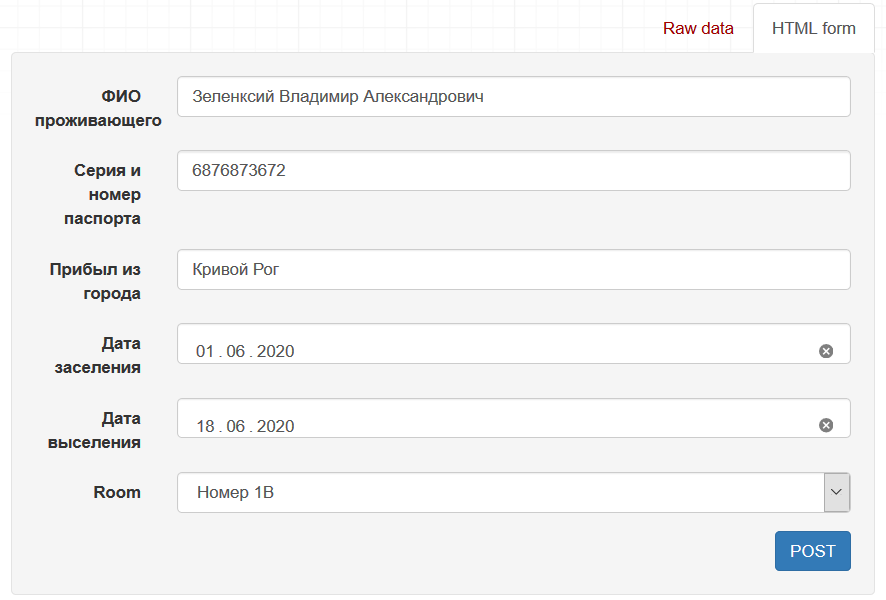 Raw data
HTML form
ФИО
проживающего
Зеленксий Владимир Александрович
Серия и
номер
паспорта
6876873672
Прибыл из
города
Кривой Рог
Дата
заселения
01 . 06 . 2020
Дата
выселения
18 . 06 . 2020
Room
Номер 1В
POST